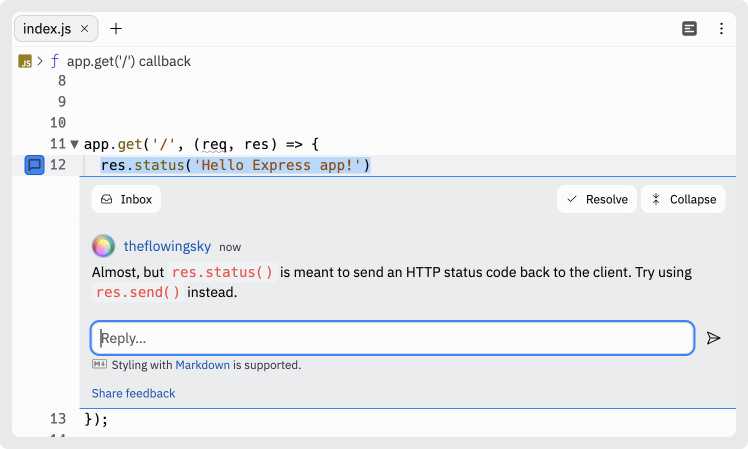 index.js × +
JS > ƒ app.get('/') callback
8
9
10
11 app.get('/', (req, res) => {
12 res.status('Hello Express app!')
Inbox Resolve Collapse
theflowingsky now
Almost, but res.status() is meant to send an HTTP status code back to the client. Try using
res.send() instead.
Reply...
Styling with Markdown is supported.
Share feedback
13 });